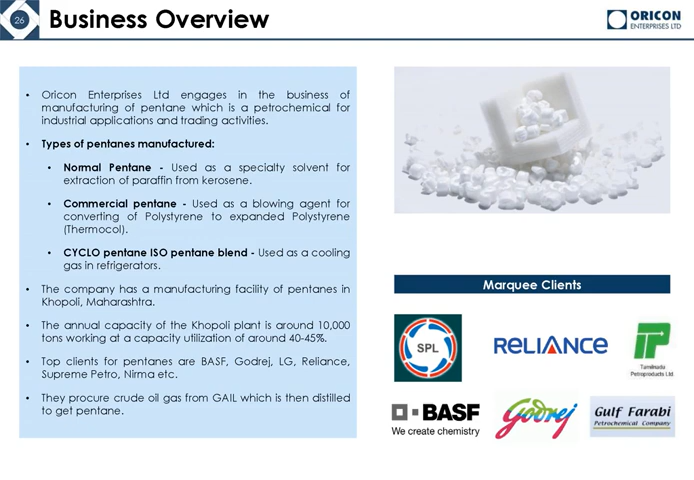 26
Business Overview
ORICON
ENTERPRISES LTD
• Oricon Enterprises Ltd engages in the business of
manufacturing of pentane which is a petrochemical for
industrial applications and trading activities.
• Types of pentanes manufactured:
• Normal Pentane - Used as a specialty solvent for
extraction of paraffin from kerosene.
• Commercial pentane - Used as a blowing agent for
converting of Polystyrene to expanded Polystyrene
(Thermocol).
• CYCLO pentane ISO pentane blend - Used as a cooling
gas in refrigerators.
• The company has a manufacturing facility of pentanes in
Khopoli, Maharashtra.
• The annual capacity of the Khopoli plant is around 10,000
tons working at a capacity utilization of around 40-45%.
• Top clients for pentanes are BASF, Godrej, LG, Reliance,
Supreme Petro, Nirma etc.
• They procure crude oil gas from GAIL which is then distilled
to get pentane.
Marquee Clients
SPL
RELIANCE
TP
Tamilnadu
Petroproducts Ltd.
BASF
We create chemistry
Godrej
Gulf Farabi
Petrochemical Company